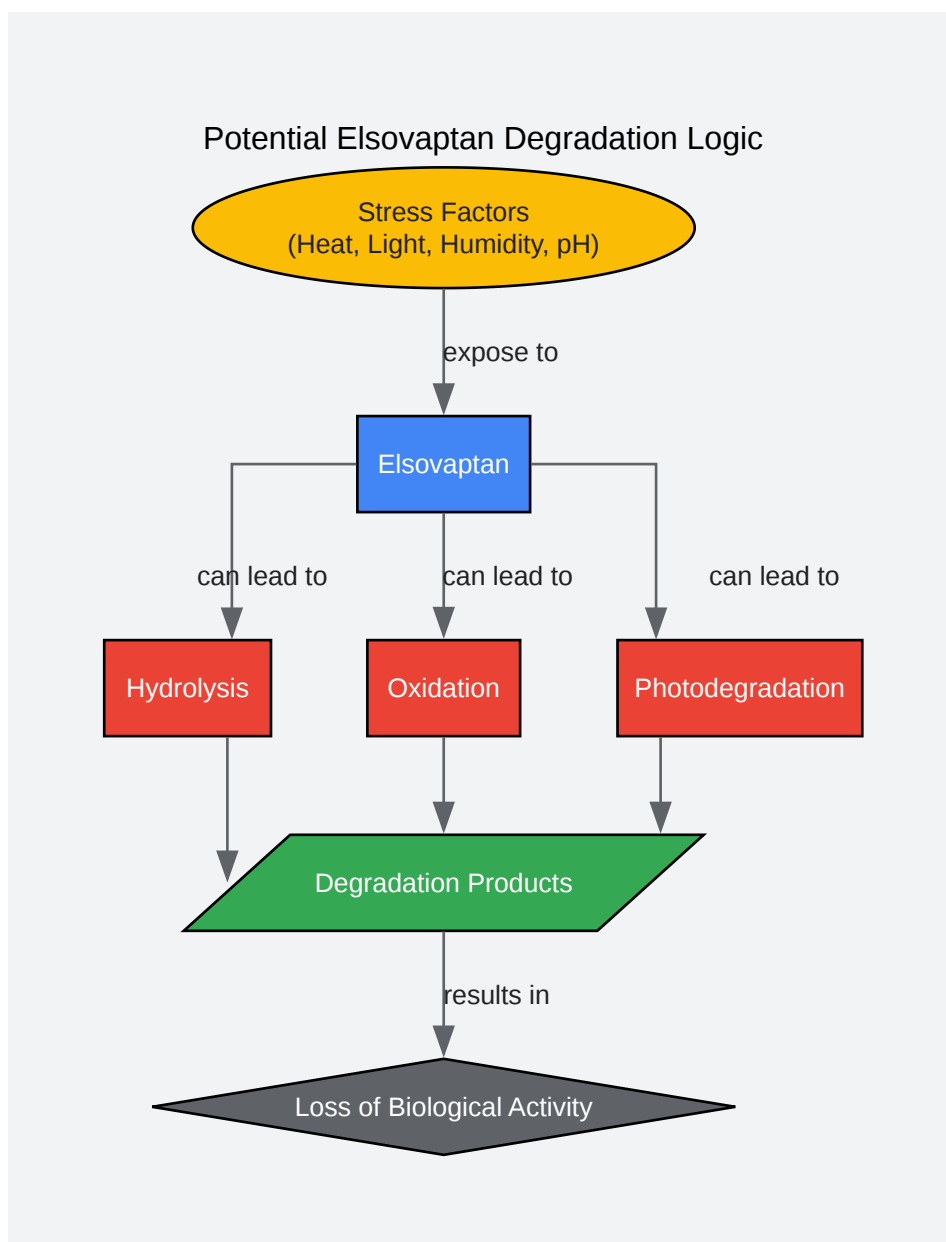 Potential Elsovaptan Degradation Logic
Stress Factors
(Heat, Light, Humidity, pH)
expose to
Elsovaptan
can lead to
can lead to
can lead to
Hydrolysis
Oxidation
Photodegradation
Degradation Products
results in
Loss of Biological Activity